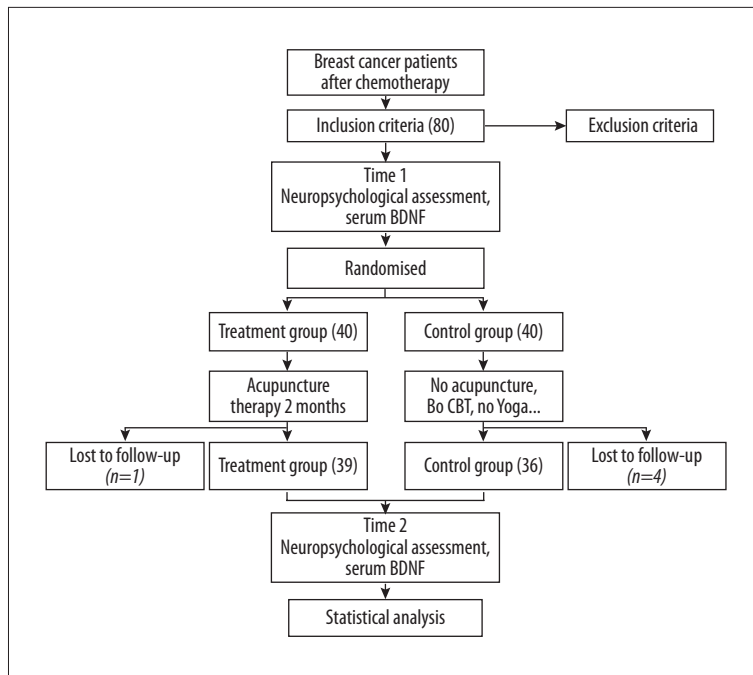 Breast cancer patients
after chemotherapy
Inclusion criteria (80)
Exclusion criteria
Time 1
Neuropsychological assessment,
serum BDNF
Randomised
Treatment group (40)
Control group (40)
Acupuncture
therapy 2 months
No acupuncture,
Bo CBT, no Yoga...
Lost to follow-up
(n=1)
Treatment group (39)
Control group (36)
Lost to follow-up
(n=4)
Time 2
Neuropsychological assessment,
serum BDNF
Statistical analysis